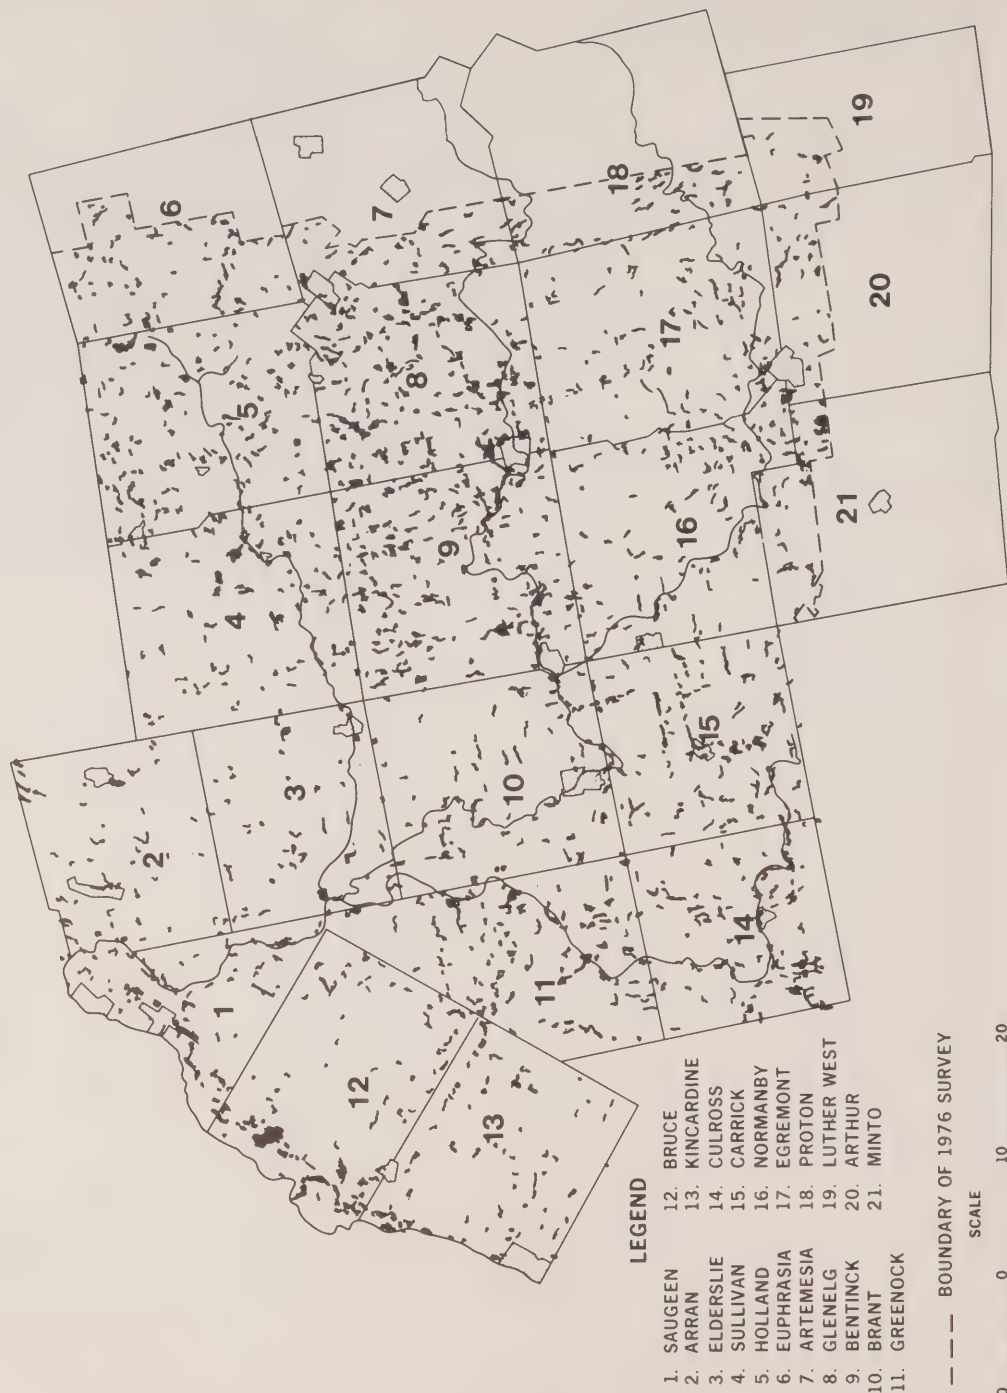 6
7
18
19
5
8
17
20
4
9
16
21
2
3
10
15
1
11
14
12
13
LEGEND
1. SAUGEEN
2. ARRAN
3. ELDERSLIE
4. SULLIVAN
5. HOLLAND
6. EUPHRASIA
7. ARTEMESIA
8. GLENELG
9. BENTINCK
10. BRANT
11. GREENOCK
12. BRUCE
13. KINCARDINE
14. CULROSS
15. CARRICK
16. NORMANBY
17. EGREMONT
18. PROTON
19. LUTHER WEST
20. ARTHUR
21. MINTO
BOUNDARY OF 1976 SURVEY
SCALE
0 10 20